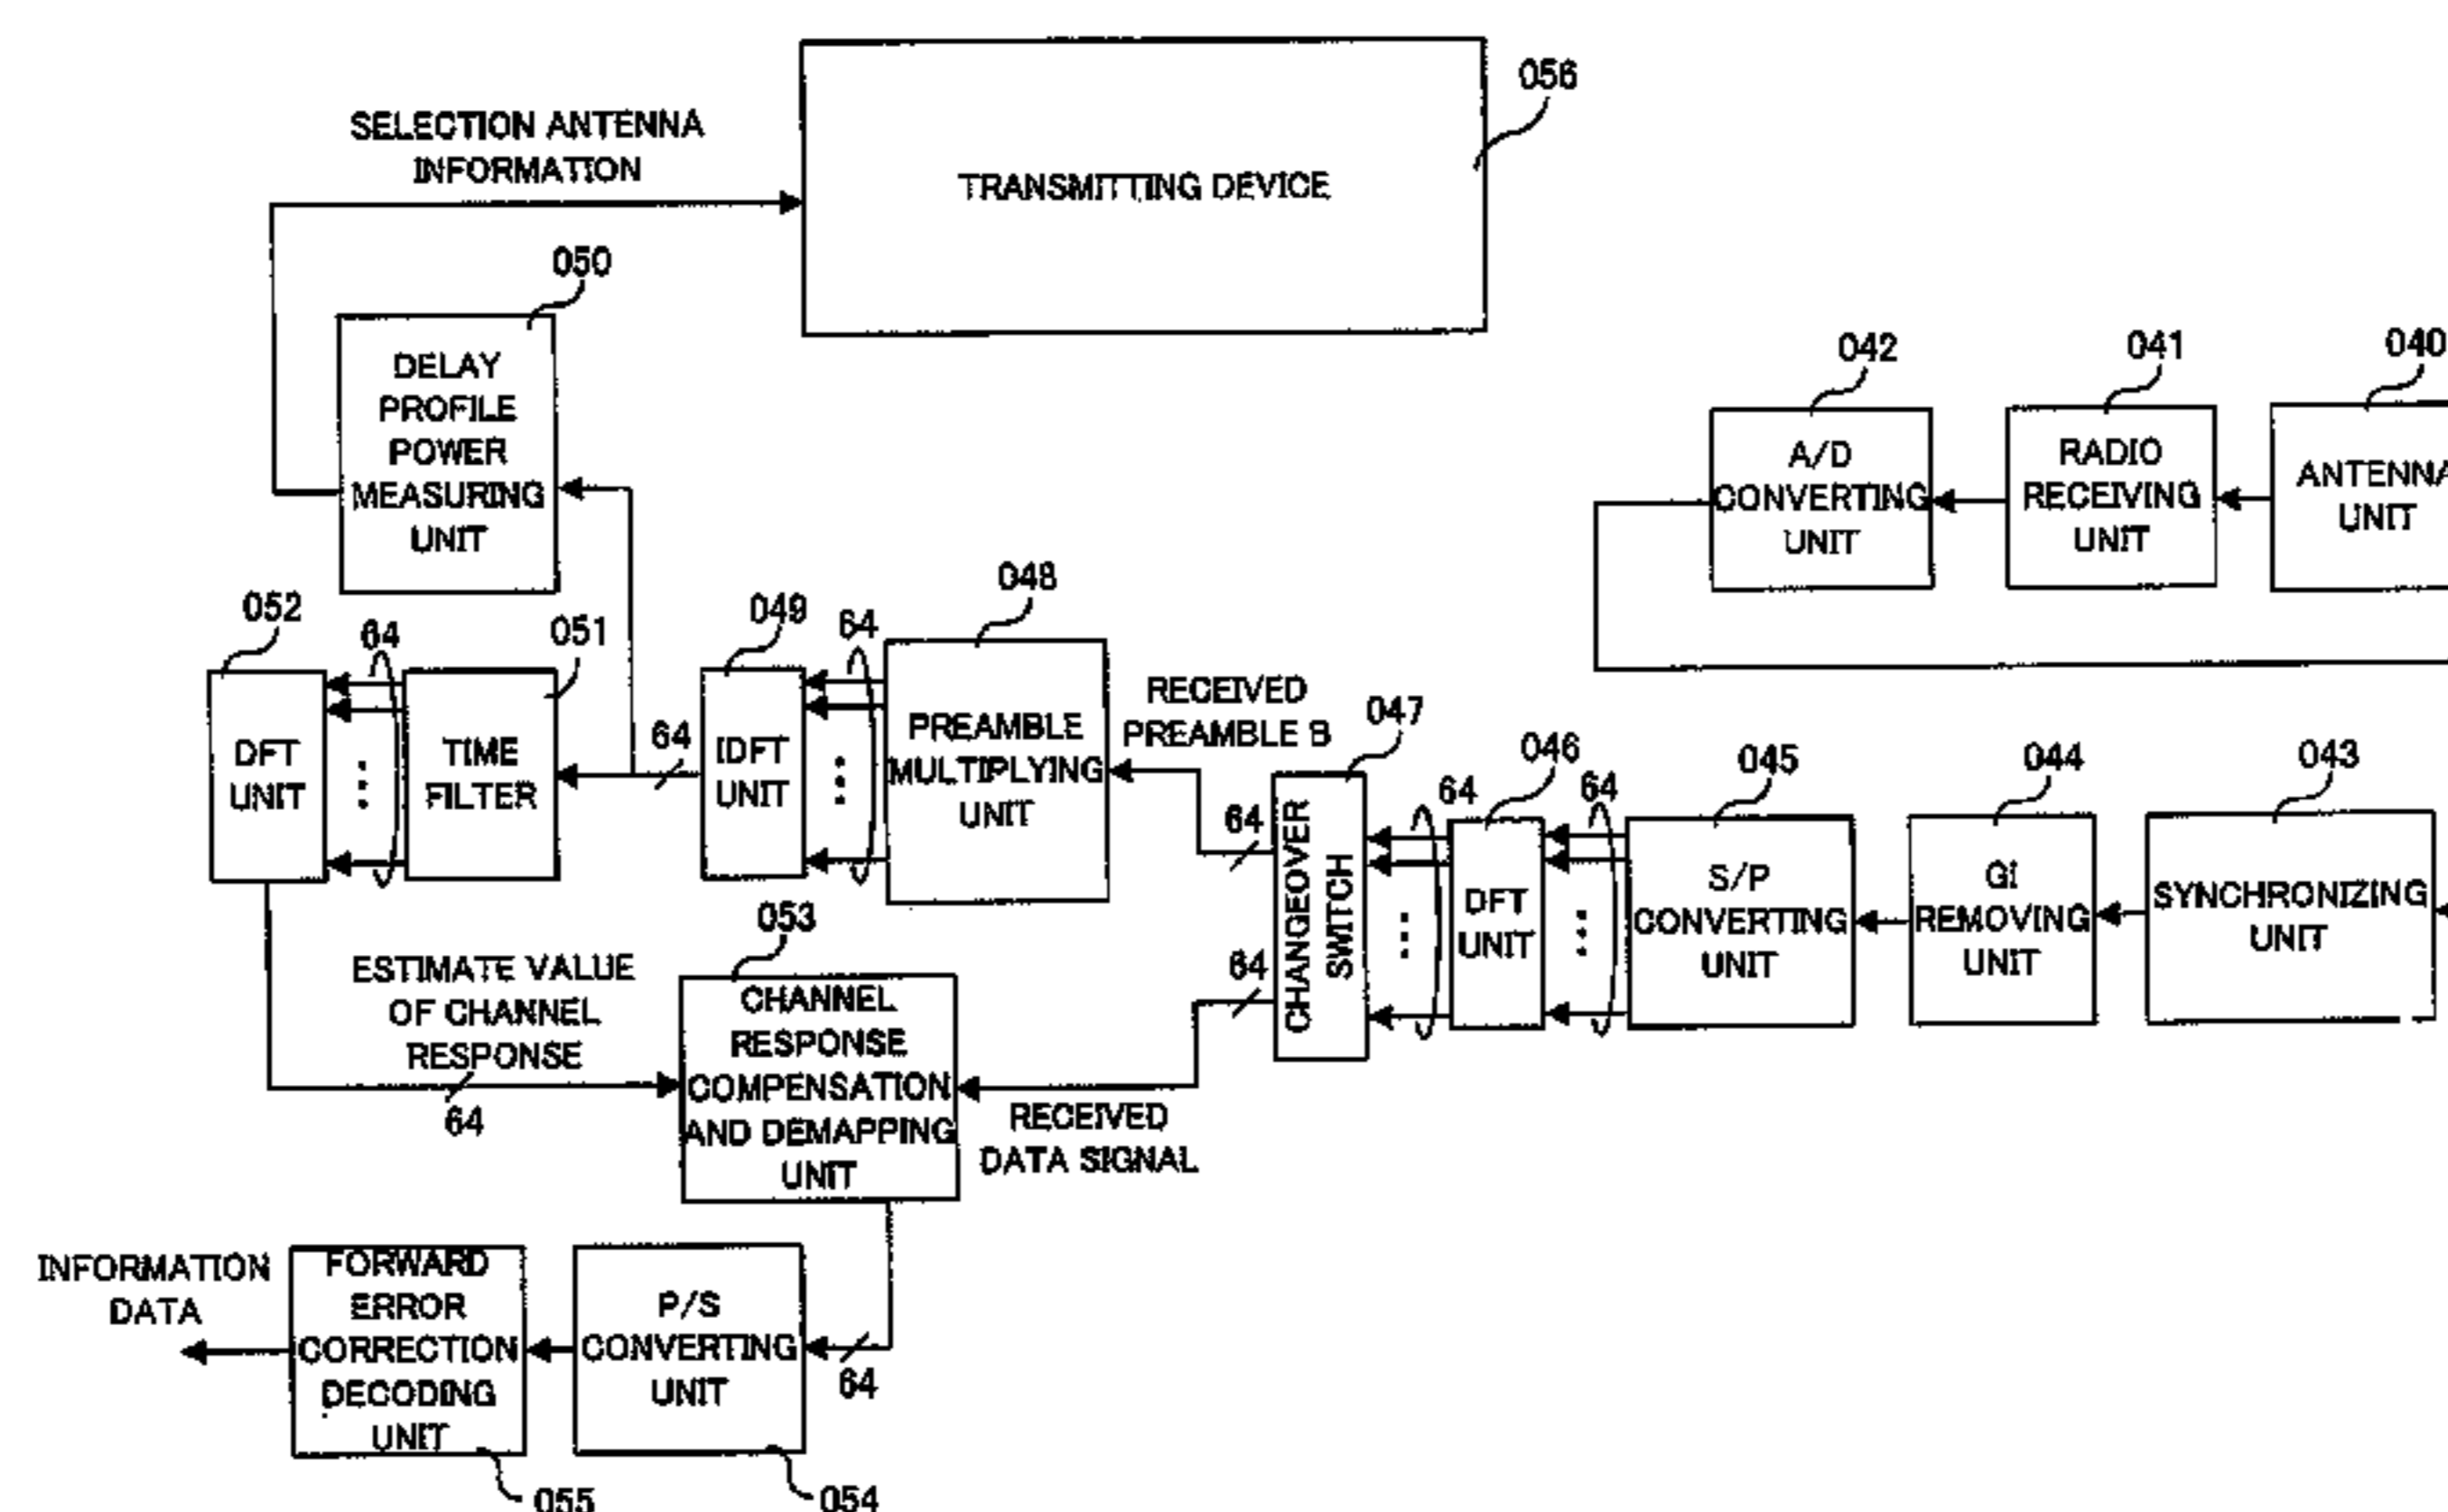 056
SELECTION ANTENNA
INFORMATION
TRANSMITTING DEVICE
050
DELAY
PROFILE
POWER
MEASURING
UNIT
042
A/D
CONVERTING
UNIT
041
RADIO
RECEIVING
UNIT
040
ANTENNA
UNIT
052
DFT
UNIT
64
051
TIME
FILTER
64
049
IDFT
UNIT
64
048
PREAMBLE
MULTIPLYING
UNIT
RECEIVED
PREAMBLE B
047
CHANGEOVER
SWITCH
64
64
64
046
DFT
UNIT
64
045
S/P
CONVERTING
UNIT
044
GI
REMOVING
UNIT
043
SYNCHRONIZING
UNIT
ESTIMATE VALUE
OF CHANNEL
RESPONSE
64
053
CHANNEL
RESPONSE
COMPENSATION
AND DEMAPPING
UNIT
RECEIVED
DATA SIGNAL
INFORMATION
DATA
FORWARD
ERROR
CORRECTION
DECODING
UNIT
055
P/S
CONVERTING
UNIT
054
64